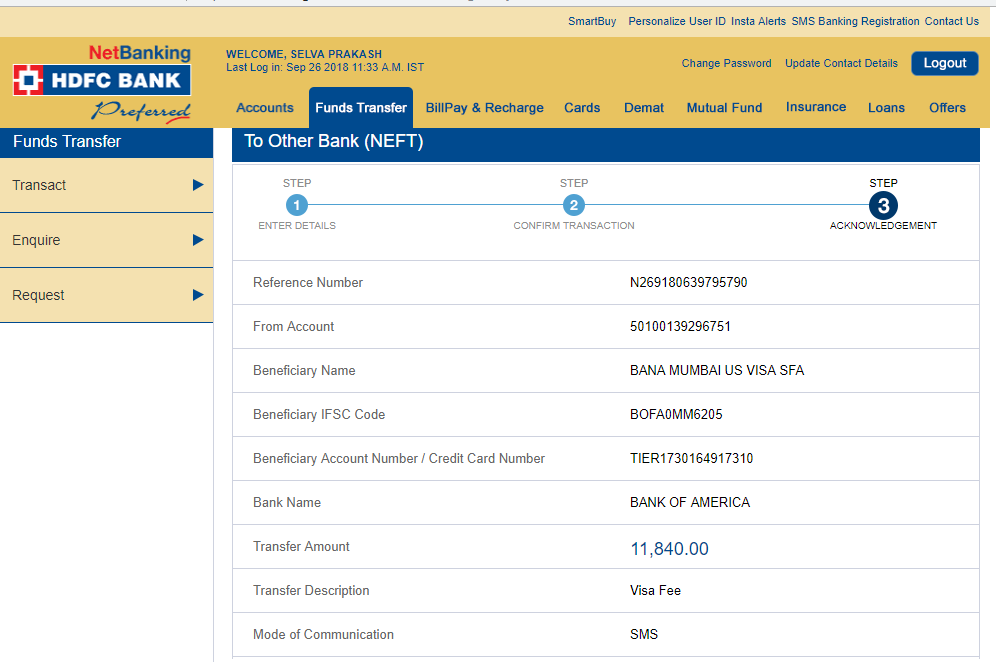 SmartBuy Personalize User ID Insta Alerts SMS Banking Registration Contact Us
NetBanking
HDFC BANK
Preferred
WELCOME, SELVA PRAKASH
Last Log in: Sep 26 2018 11:33 A.M. IST
Change Password Update Contact Details Logout
Accounts Funds Transfer BillPay & Recharge Cards Demat Mutual Fund Insurance Loans Offers
Funds Transfer
Transact
Enquire
Request
To Other Bank (NEFT)
STEP STEP STEP
1 2 3
ENTER DETAILS CONFIRM TRANSACTION ACKNOWLEDGEMENT
Reference Number N269180639795790
From Account 50100139296751
Beneficiary Name BANA MUMBAI US VISA SFA
Beneficiary IFSC Code BOFA0MM6205
Beneficiary Account Number / Credit Card Number TIER1730164917310
Bank Name BANK OF AMERICA
Transfer Amount 11,840.00
Transfer Description Visa Fee
Mode of Communication SMS